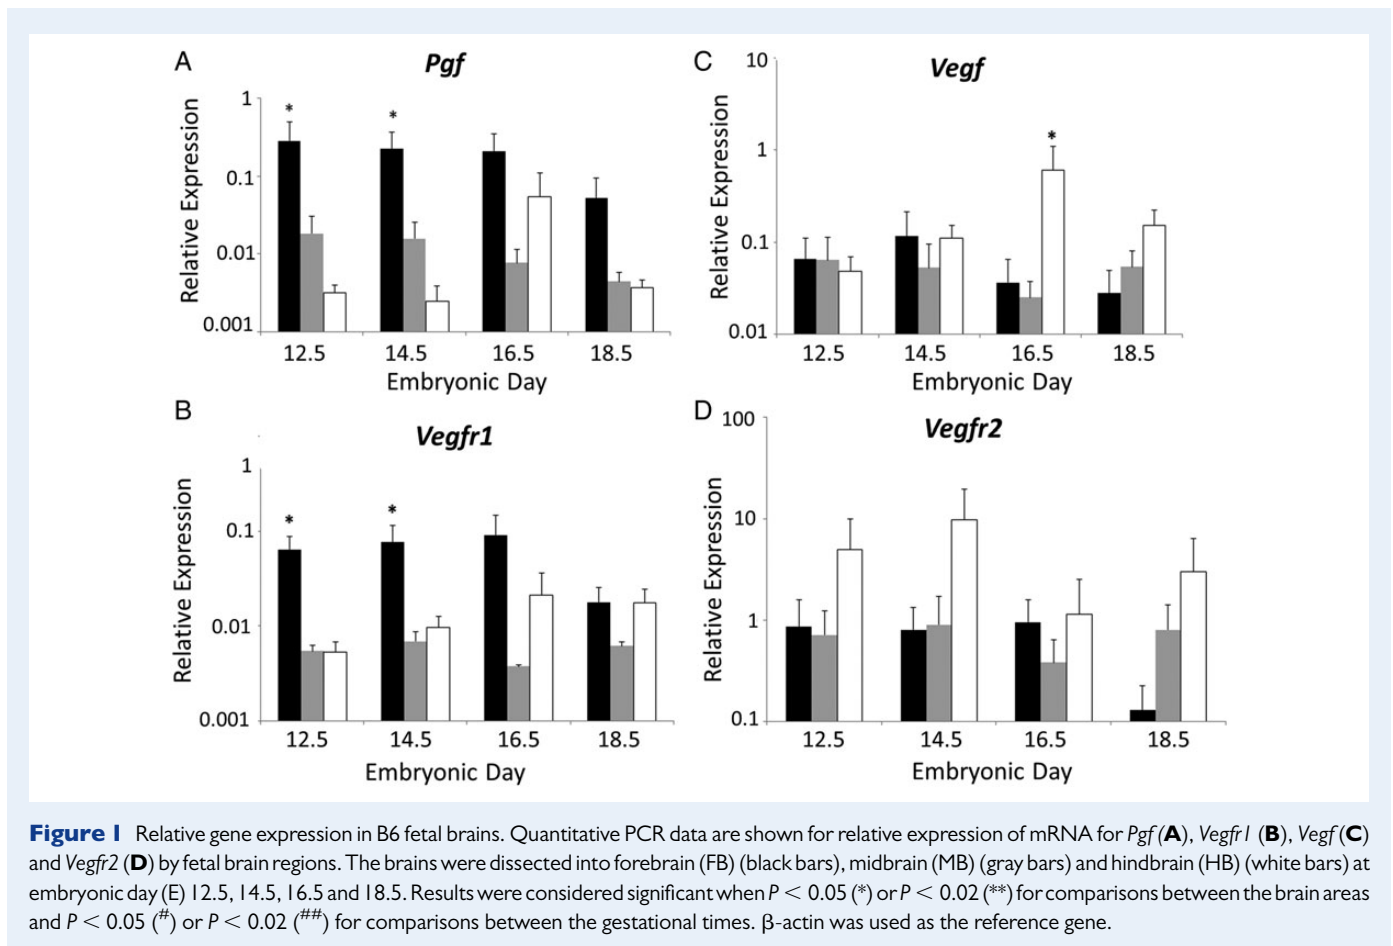 A
Pgf
Relative Expression
1
0.1
0.01
0.001
*
*
12.5 14.5 16.5 18.5
Embryonic Day
C
Vegf
Relative Expression
10
1
0.1
0.01
*
12.5 14.5 16.5 18.5
Embryonic Day
B
Vegfr1
Relative Expression
1
0.1
0.01
0.001
*
*
12.5 14.5 16.5 18.5
Embryonic Day
D
Vegfr2
Relative Expression
100
10
1
0.1
12.5 14.5 16.5 18.5
Embryonic Day
Figure 1 Relative gene expression in B6 fetal brains. Quantitative PCR data are shown for relative expression of mRNA for Pgf (A), Vegfr1 (B), Vegf (C)
and Vegfr2 (D) by fetal brain regions. The brains were dissected into forebrain (FB) (black bars), midbrain (MB) (gray bars) and hindbrain (HB) (white bars) at
embryonic day (E) 12.5, 14.5, 16.5 and 18.5. Results were considered significant when P < 0.05 (*) or P < 0.02 (**) for comparisons between the brain areas
and P < 0.05 (#) or P < 0.02 (##) for comparisons between the gestational times. β-actin was used as the reference gene.